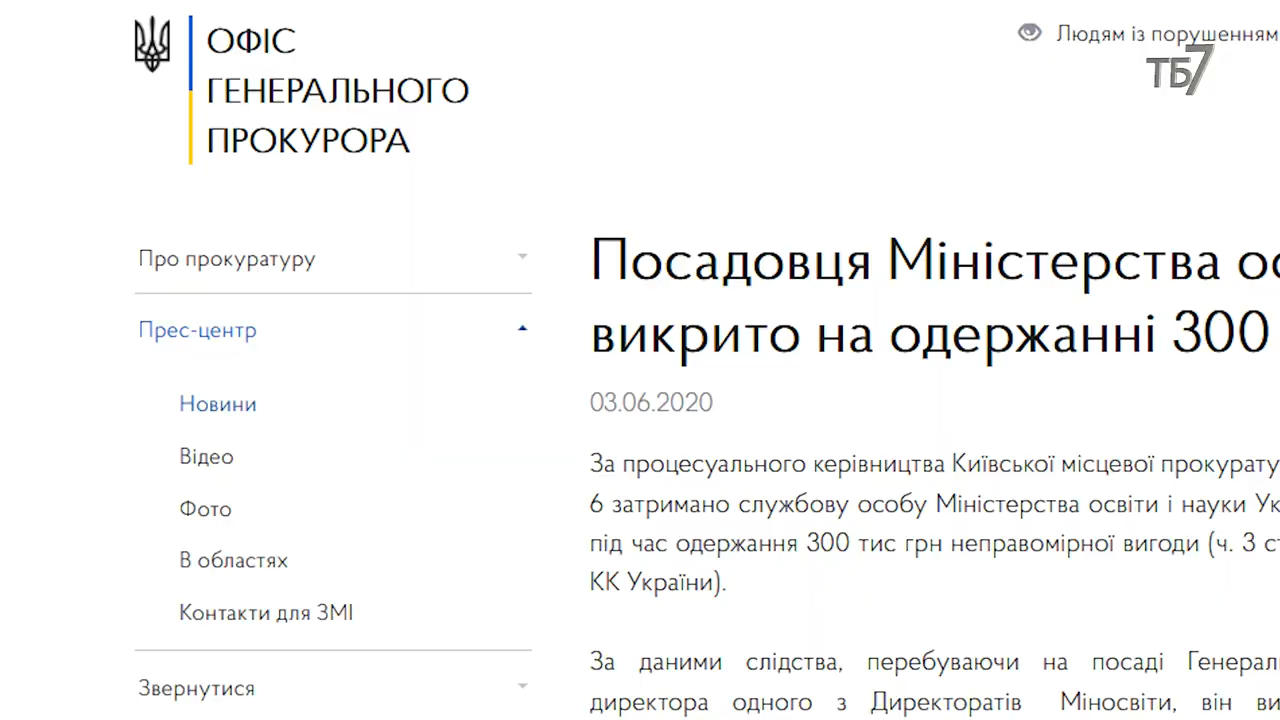 ОФІС
ГЕНЕРАЛЬНОГО
ПРОКУРОРА
Людям із порушенням
ТБ7
Про прокуратуру
Прес-центр
Новини
Відео
Фото
В областях
Контакти для ЗМІ
Звернутися
Посадовця Міністерства ос
викрито на одержанні 300
03.06.2020
За процесуального керівництва Київської місцевої прокурату
6 затримано службову особу Міністерства освіти і науки Ук
під час одержання 300 тис грн неправомірної вигоди (ч. 3 ст
КК України).
За даними слідства, перебуваючи на посаді Генерал
директора одного з Директоратів Міносвіти, він ви